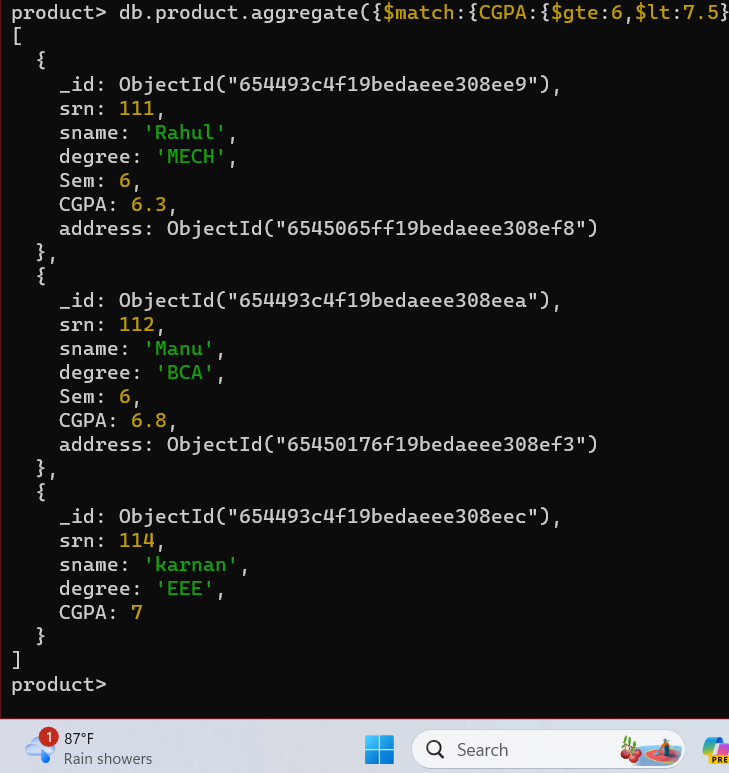 product> db.product.aggregate({$match:{CGPA:{$gte:6,$lt:7.5}
[
  {
    _id: ObjectId("654493c4f19bedaeee308ee9"),
    srn: 111,
    sname: 'Rahul',
    degree: 'MECH',
    Sem: 6,
    CGPA: 6.3,
    address: ObjectId("6545065ff19bedaeee308ef8")
  },
  {
    _id: ObjectId("654493c4f19bedaeee308eea"),
    srn: 112,
    sname: 'Manu',
    degree: 'BCA',
    Sem: 6,
    CGPA: 6.8,
    address: ObjectId("65450176f19bedaeee308ef3")
  },
  {
    _id: ObjectId("654493c4f19bedaeee308eec"),
    srn: 114,
    sname: 'karnan',
    degree: 'EEE',
    CGPA: 7
  }
]
product>
1
87°F
Rain showers
Search
PRE